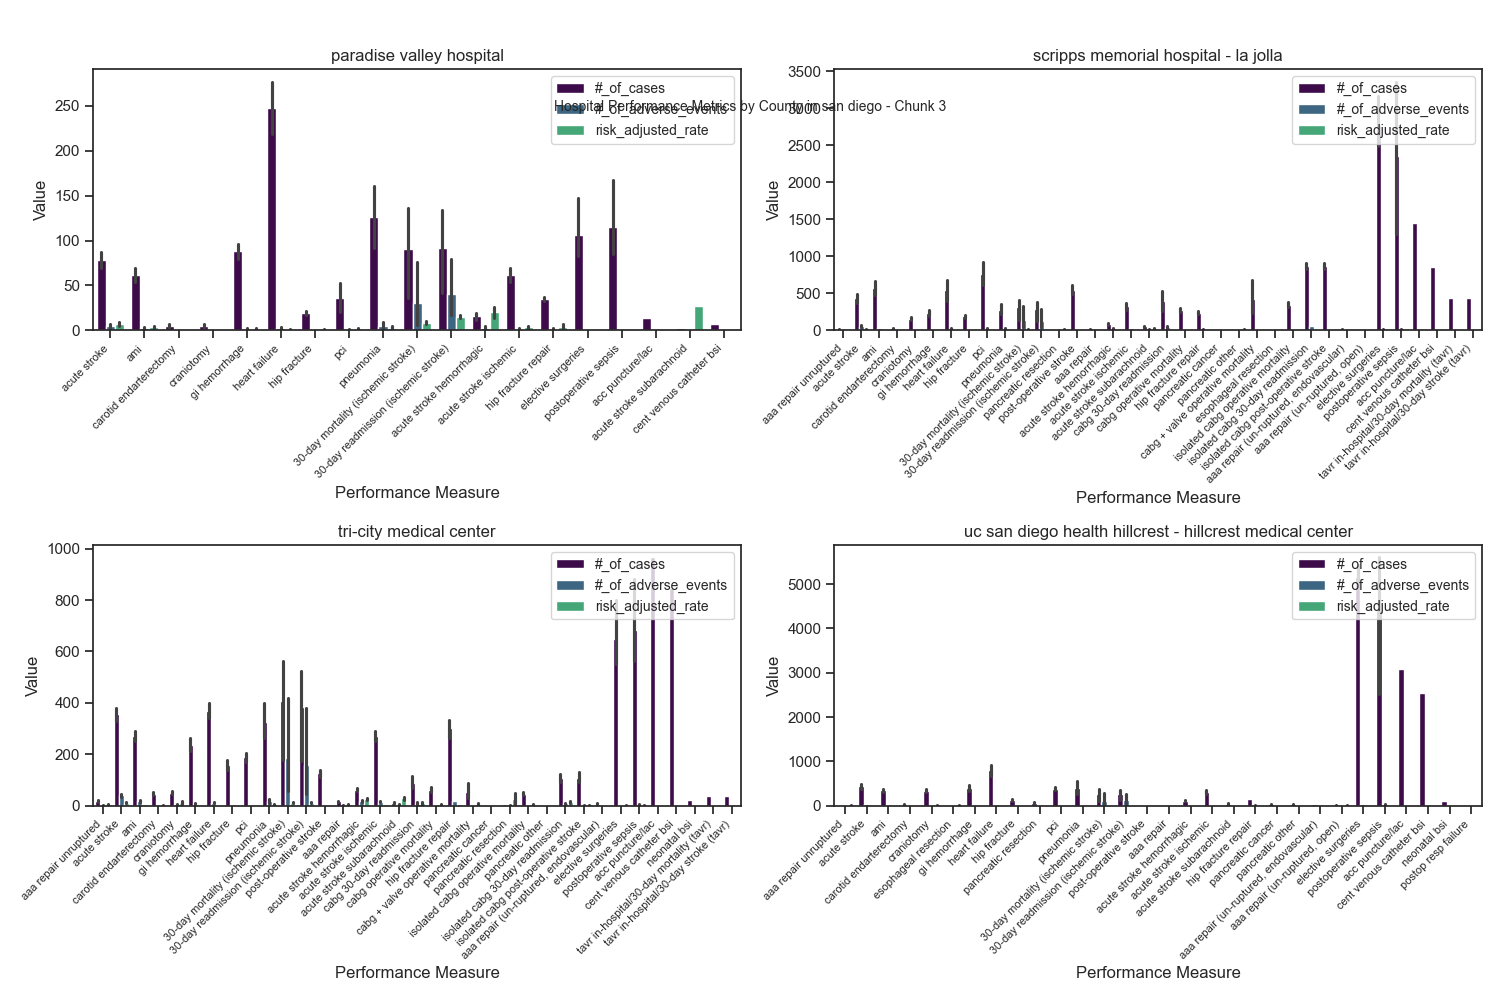 paradise valley hospital
Value
250
200
150
100
50
0
#_of_cases
#_of_adverse_events
risk_adjusted_rate
Hospital Performance Metrics by County in san diego - Chunk 3
acute stroke
ami
carotid endarterectomy
craniotomy
gi hemorrhage
heart failure
hip fracture
pci
pneumonia
30-day mortality (ischemic stroke)
30-day readmission (ischemic stroke)
acute stroke hemorrhagic
acute stroke ischemic
hip fracture repair
elective surgeries
postoperative sepsis
acc puncture/lac
acute stroke subarachnoid
cent venous catheter bsi
Performance Measure
scripps memorial hospital - la jolla
Value
3500
3000
2500
2000
1500
1000
500
0
#_of_cases
#_of_adverse_events
risk_adjusted_rate
aaa repair unruptured
acute stroke
ami
carotid endarterectomy
craniotomy
gi hemorrhage
heart failure
hip fracture
pci
pneumonia
30-day mortality (ischemic stroke)
30-day readmission (ischemic stroke)
pancreatic resection
post-operative stroke
aaa repair
acute stroke hemorrhagic
acute stroke ischemic
acute stroke subarachnoid
cabg 30-day readmission
cabg operative mortality
hip fracture repair
pancreatic cancer
pancreatic other
cabg + valve operative mortality
esophageal resection
isolated cabg operative mortality
isolated cabg 30-day readmission
isolated cabg post-operative stroke
aaa repair (un-ruptured, endovascular)
aaa repair (un-ruptured, open)
elective surgeries
postoperative sepsis
acc puncture/lac
cent venous catheter bsi
tavr in-hospital/30-day mortality (tavr)
tavr in-hospital/30-day stroke (tavr)
Performance Measure
tri-city medical center
Value
1000
800
600
400
200
0
#_of_cases
#_of_adverse_events
risk_adjusted_rate
aaa repair unruptured
acute stroke
ami
carotid endarterectomy
craniotomy
gi hemorrhage
heart failure
hip fracture
pci
pneumonia
30-day mortality (ischemic stroke)
30-day readmission (ischemic stroke)
post-operative stroke
aaa repair
acute stroke hemorrhagic
acute stroke ischemic
acute stroke subarachnoid
cabg 30-day readmission
cabg operative mortality
hip fracture repair
cabg + valve operative mortality
pancreatic cancer
pancreatic resection
isolated cabg operative mortality
pancreatic other
isolated cabg 30-day readmission
isolated cabg post-operative stroke
aaa repair (un-ruptured, endovascular)
elective surgeries
postoperative sepsis
acc puncture/lac
cent venous catheter bsi
neonatal bsi
tavr in-hospital/30-day mortality (tavr)
tavr in-hospital/30-day stroke (tavr)
Performance Measure
uc san diego health hillcrest - hillcrest medical center
Value
5000
4000
3000
2000
1000
0
#_of_cases
#_of_adverse_events
risk_adjusted_rate
aaa repair unruptured
acute stroke
ami
carotid endarterectomy
craniotomy
esophageal resection
gi hemorrhage
heart failure
hip fracture
pancreatic resection
pci
pneumonia
30-day mortality (ischemic stroke)
30-day readmission (ischemic stroke)
post-operative stroke
aaa repair
acute stroke hemorrhagic
acute stroke ischemic
acute stroke subarachnoid
hip fracture repair
pancreatic cancer
pancreatic other
aaa repair (un-ruptured, endovascular)
aaa repair (un-ruptured, open)
elective surgeries
postoperative sepsis
acc puncture/lac
cent venous catheter bsi
neonatal bsi
postop resp failure
Performance Measure